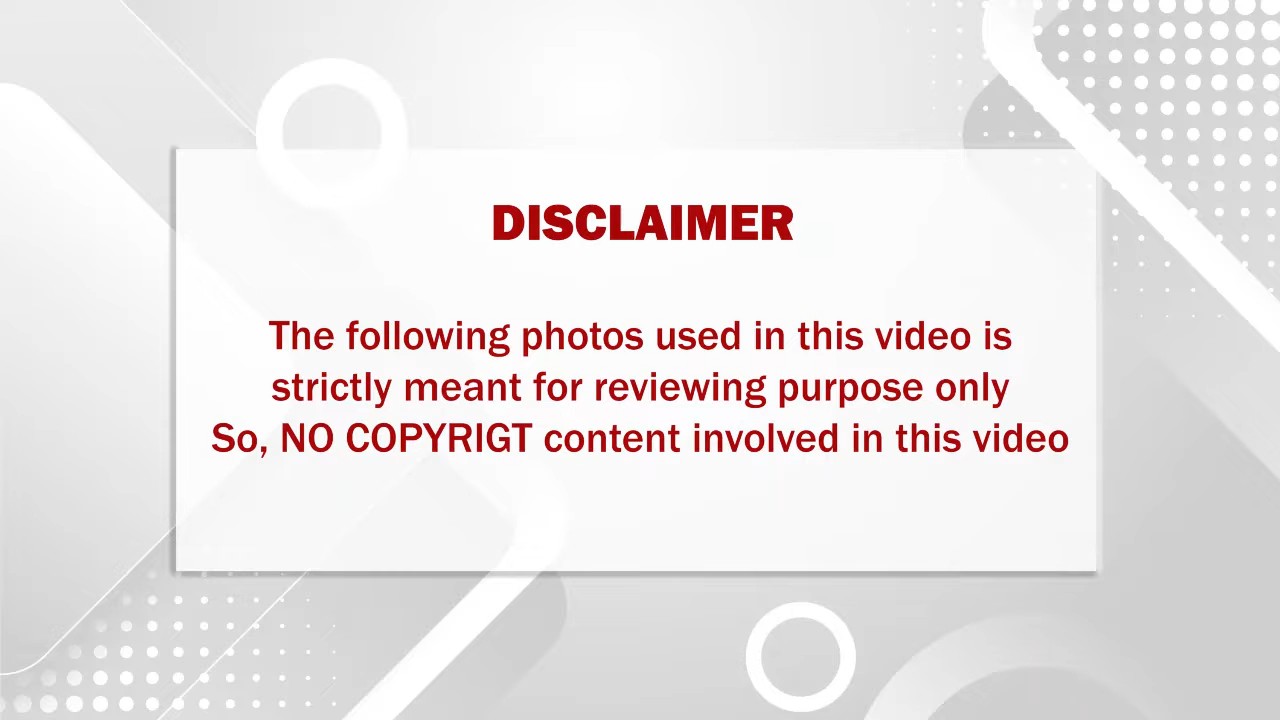 DISCLAIMER
The following photos used in this video is
strictly meant for reviewing purpose only
So, NO COPYRIGT content involved in this video